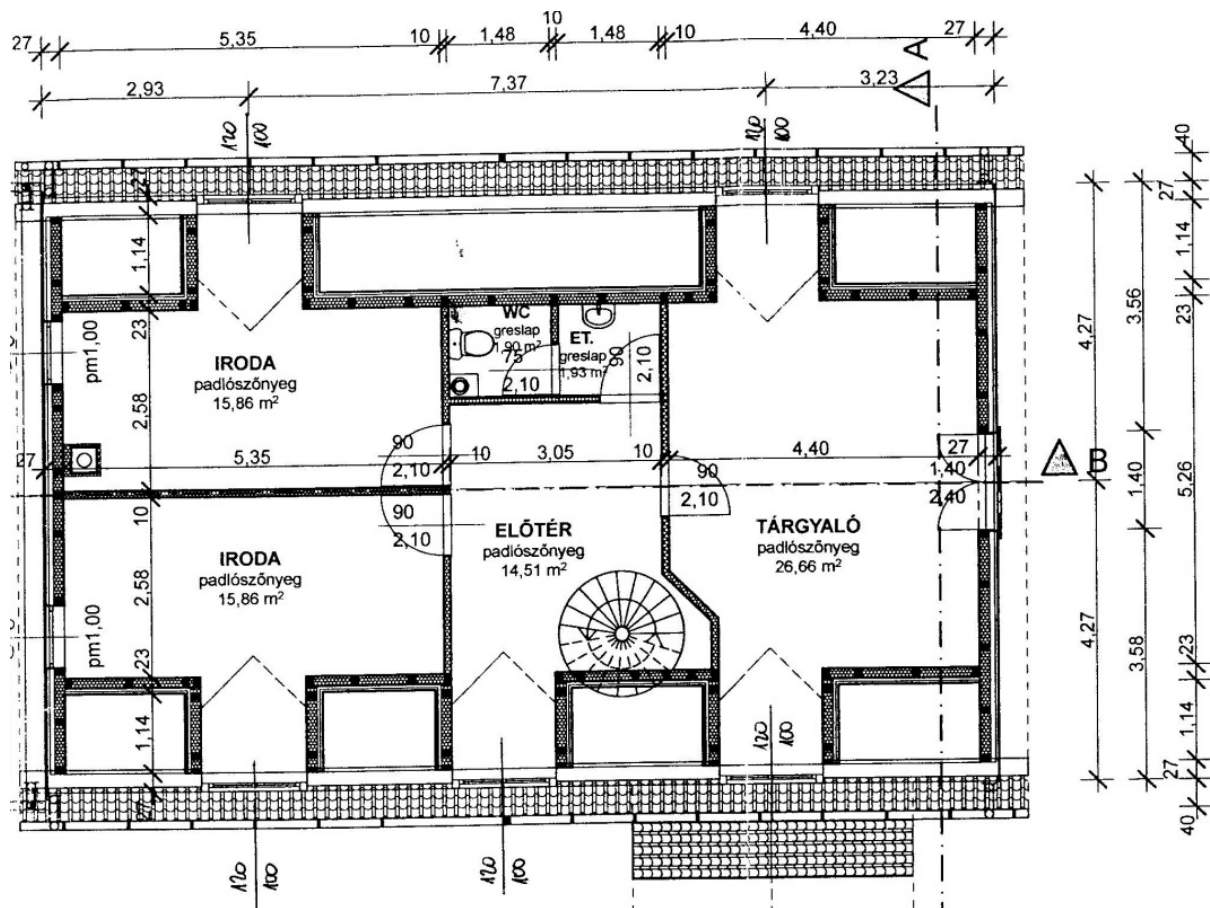 10
27 5,35 10 1,48 1,48 10 4,40 27
A
2,93 7,37 3,23
120 100
120 100
40
27
1,14
23
5,26
23
1,14
27
40
3,56
1,40
3,58
4,27
4,27
27
1,14
23
2,58
10
2,58
23
1,14
27
pm1,00
pm1,00
IRODA
padlószőnyeg
15,86 m²
WC
greslap
1,90 m²
75
2,10
ET.
greslap
1,93 m²
90
2,10
27 5,35 10 3,05 10 4,40 27
90
2,10
90
2,10
90
2,10
1,40
2,40
B
IRODA
padlószőnyeg
15,86 m²
ELŐTÉR
padlószőnyeg
14,51 m²
TÁRGYALÓ
padlószőnyeg
26,66 m²
120 100
120 100
120 100